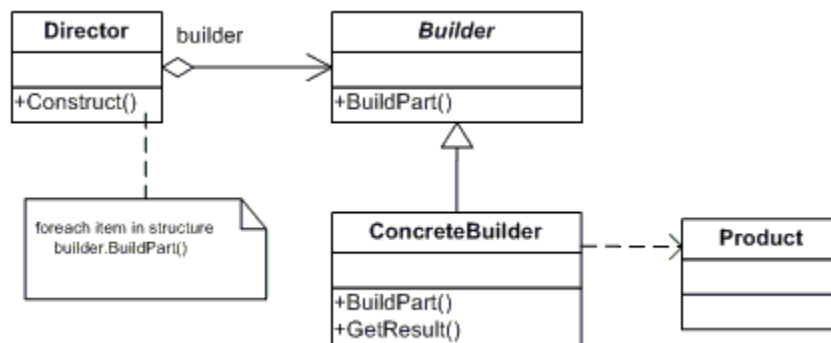 Director
builder
Builder
+Construct()
+BuildPart()
foreach item in structure
builder.BuildPart()
ConcreteBuilder
Product
+BuildPart()
+GetResult()